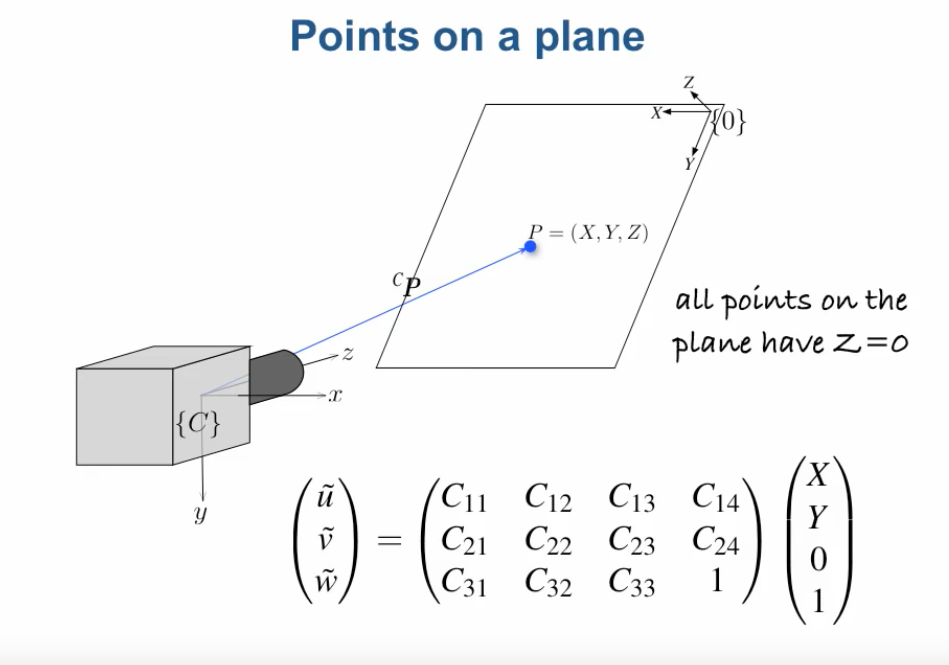 Points on a plane
Z
X
{0}
Y
P = (X, Y, Z)
ᶜP
all points on the
plane have Z=0
z
x
{C}
y
ũ
ṽ
w̃
=
C₁₁ C₁₂ C₁₃ C₁₄
C₂₁ C₂₂ C₂₃ C₂₄
C₃₁ C₃₂ C₃₃ 1
X
Y
0
1